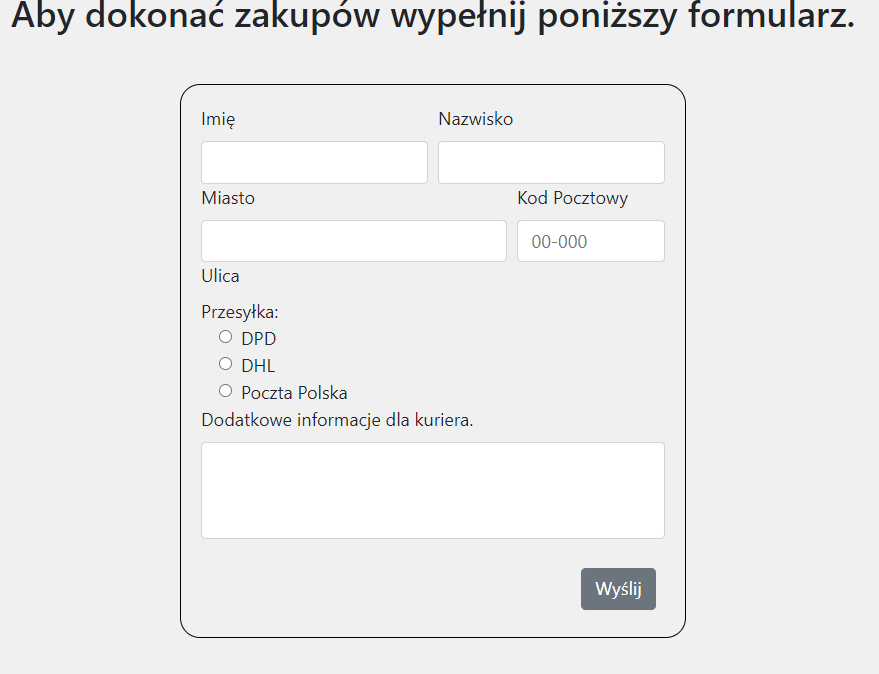 Aby dokonać zakupów wypełnij poniższy formularz.
Imię Nazwisko
Miasto Kod Pocztowy
00-000
Ulica
Przesyłka:
DPD
DHL
Poczta Polska
Dodatkowe informacje dla kuriera.
Wyślij